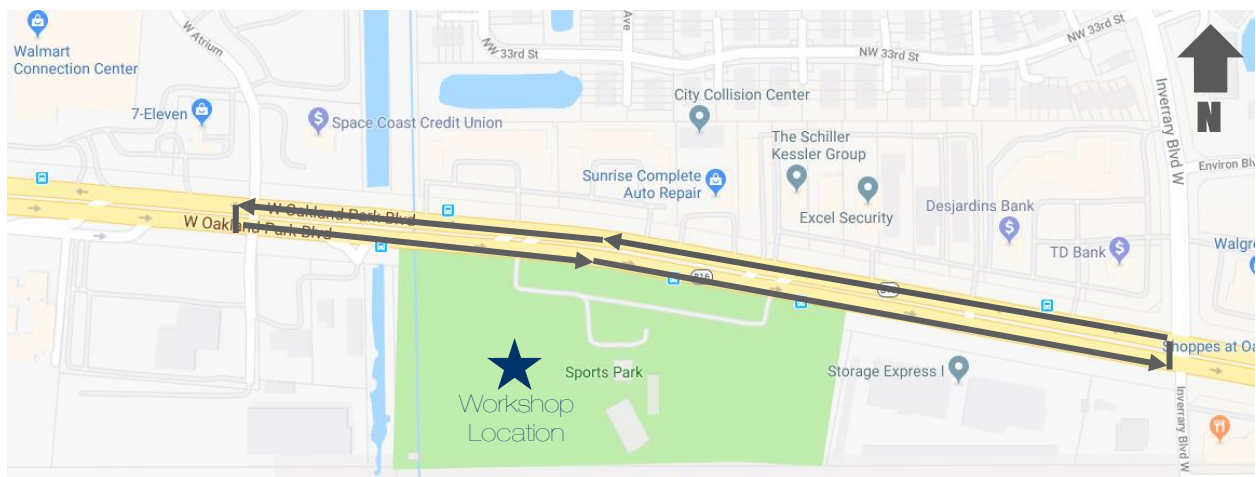 Walmart
Connection Center
W Atrium
Ave
NW 33rd St
NW 33rd St
NW 33rd St
N
Inverrary Blvd W
7-Eleven
Space Coast Credit Union
City Collision Center
The Schiller
Kessler Group
Environ Blv
Sunrise Complete
Auto Repair
Excel Security
Desjardins Bank
TD Bank
Walgr
W Oakland Park Blvd
W Oakland Park Blvd
816
Shoppes at Oa
Sports Park
Storage Express I
Workshop
Location
Inverrary Blvd W